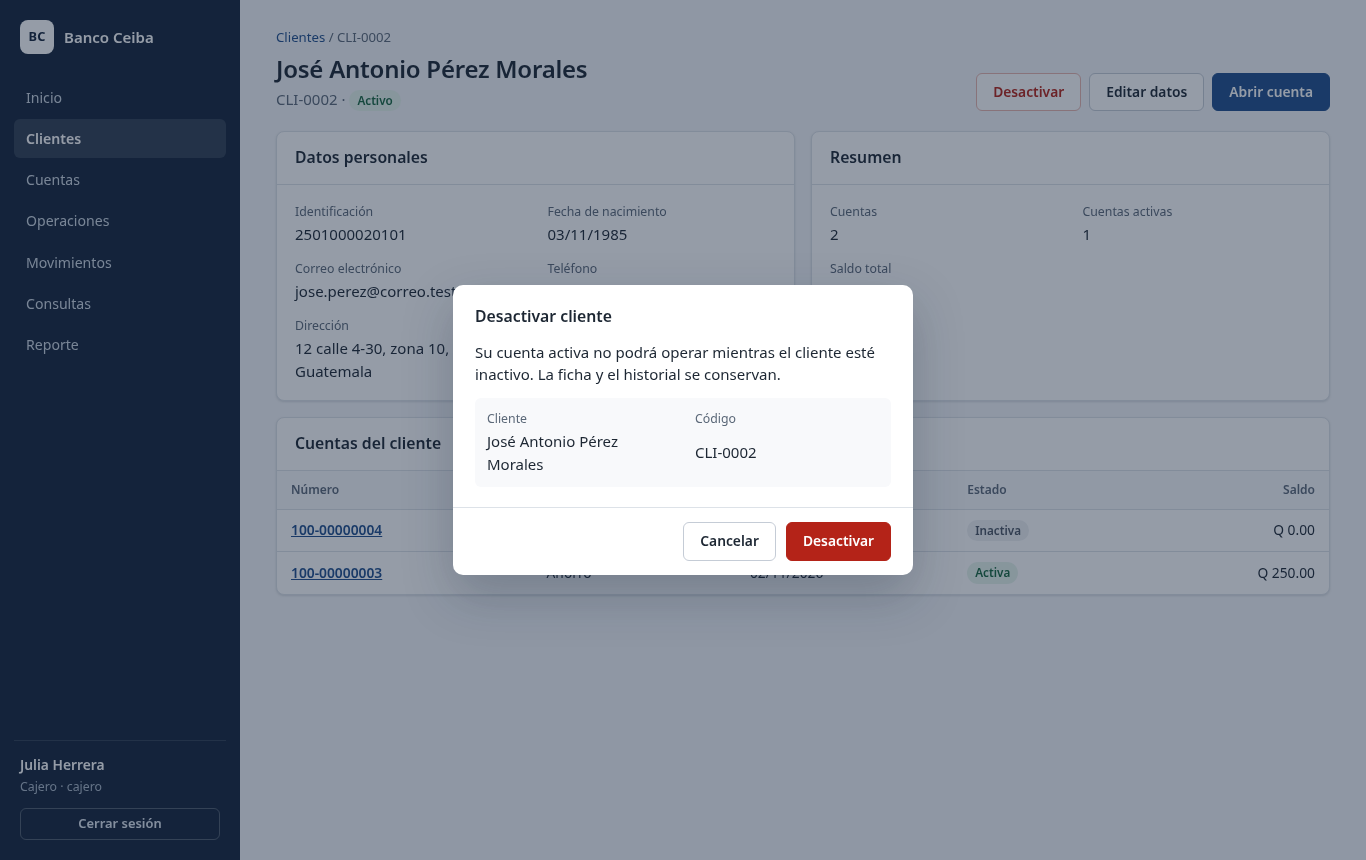 BC Banco Ceiba
Inicio
Clientes
Cuentas
Operaciones
Movimientos
Consultas
Reporte
Julia Herrera
Cajero · cajero
Cerrar sesión
Clientes / CLI-0002
José Antonio Pérez Morales
CLI-0002 · Activo
Desactivar Editar datos Abrir cuenta
Datos personales
Identificación Fecha de nacimiento
2501000020101 03/11/1985
Correo electrónico Teléfono
jose.perez@correo.test
Dirección
12 calle 4-30, zona 10,
Guatemala
Resumen
Cuentas Cuentas activas
2 1
Saldo total
Cuentas del cliente
Número Estado Saldo
100-00000004 Inactiva Q 0.00
100-00000003 Activa Q 250.00
Desactivar cliente
Su cuenta activa no podrá operar mientras el cliente esté
inactivo. La ficha y el historial se conservan.
Cliente Código
José Antonio Pérez
Morales
CLI-0002
Cancelar Desactivar